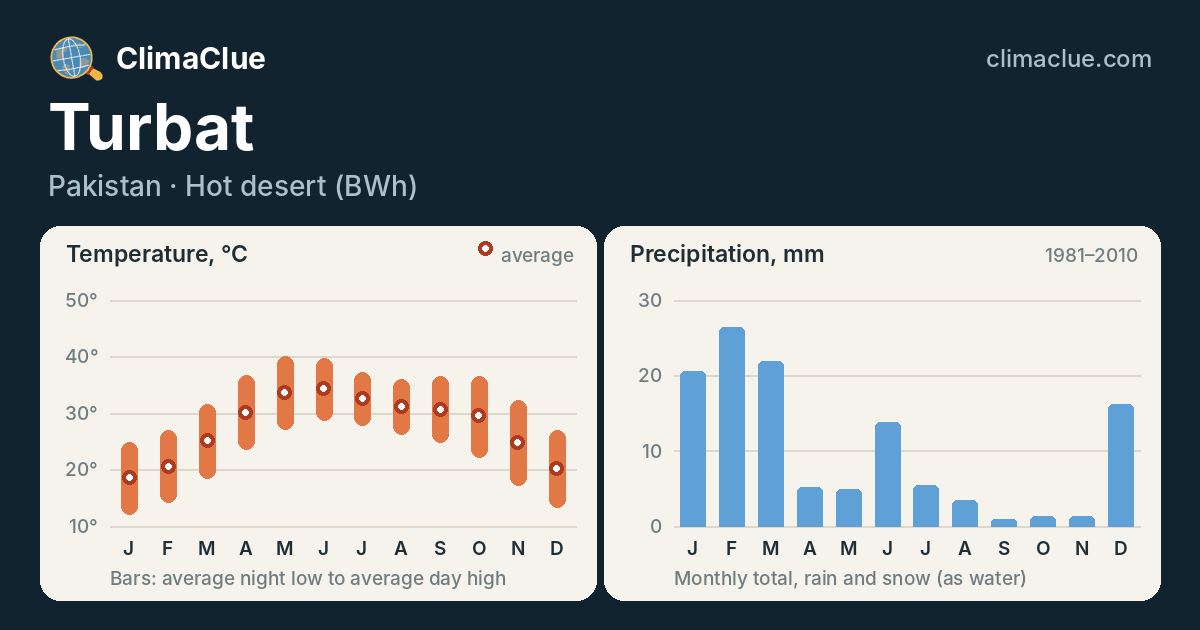 ClimaClue
climaclue.com
Turbat
Pakistan · Hot desert (BWh)
Temperature, °C
average
50°
40°
30°
20°
10°
J F M A M J J A S O N D
Bars: average night low to average day high
Precipitation, mm
1981–2010
30
20
10
0
J F M A M J J A S O N D
Monthly total, rain and snow (as water)